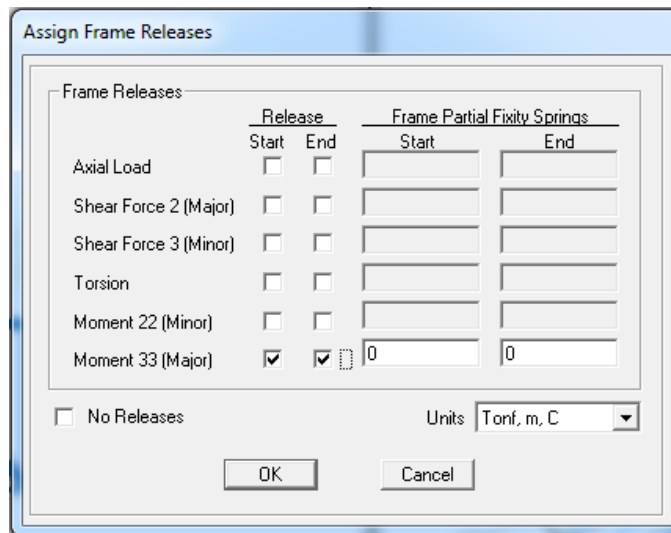 Assign Frame Releases
Frame Releases
Release Frame Partial Fixity Springs
Start End Start End
Axial Load
Shear Force 2 (Major)
Shear Force 3 (Minor)
Torsion
Moment 22 (Minor)
Moment 33 (Major) 0 0
No Releases Units Tonf, m, C
OK Cancel